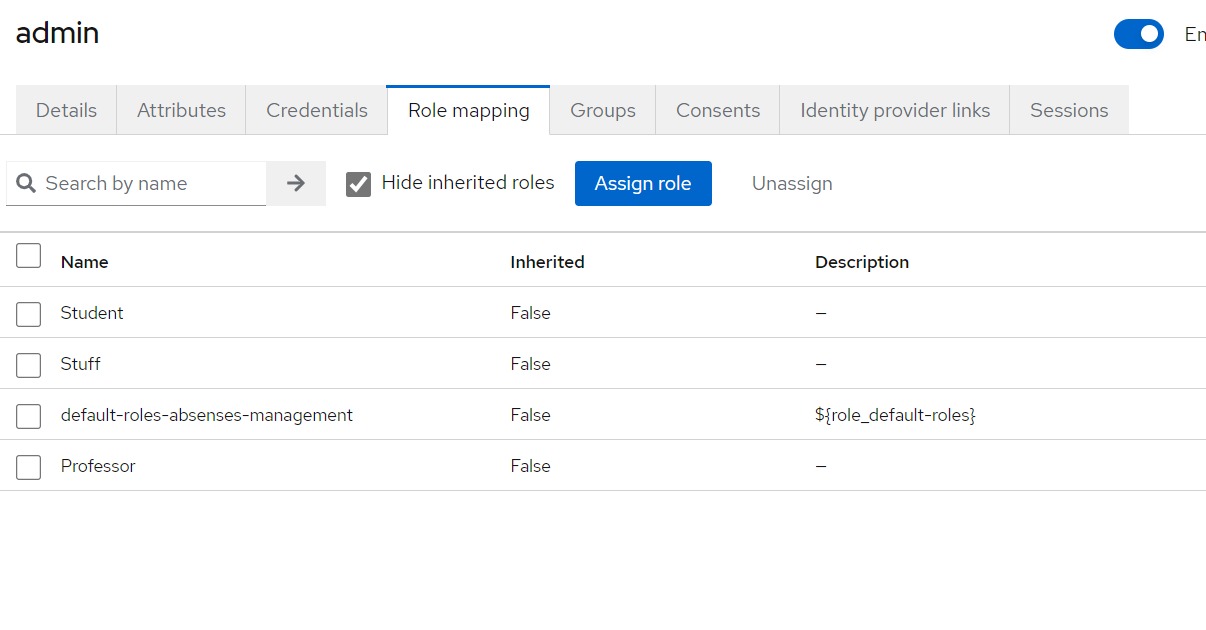 admin
Details Attributes Credentials Role mapping Groups Consents Identity provider links Sessions
Search by name Hide inherited roles Assign role Unassign
Name Inherited Description
Student False –
Stuff False –
default-roles-absenses-management False ${role_default-roles}
Professor False –